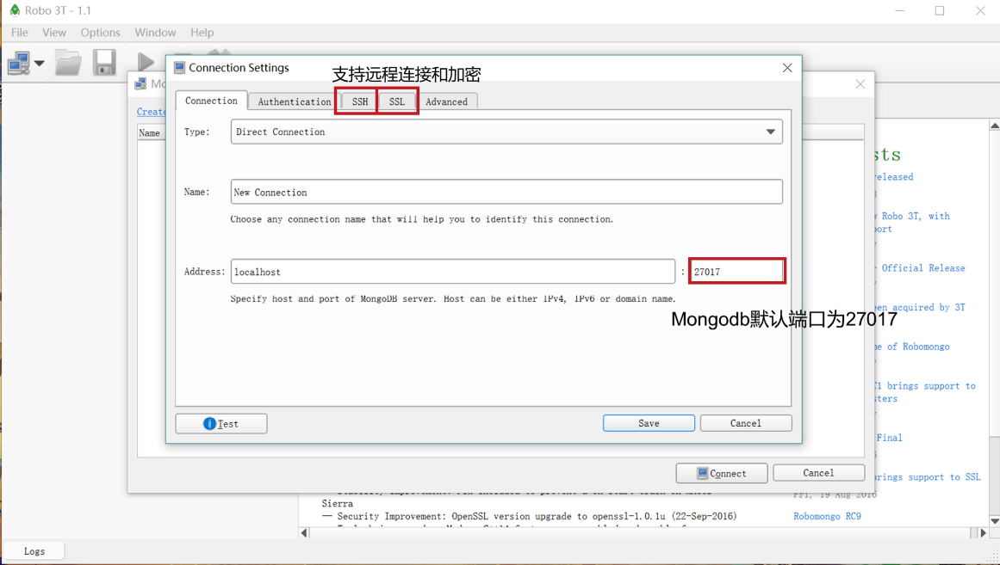 Robo 3T - 1.1
File View Options Window Help
Connection Settings
支持远程连接和加密
Create
Connection Authentication SSH SSL Advanced
Name
Type: Direct Connection
Name: New Connection
Choose any connection name that will help you to identify this connection.
Address: localhost : 27017
Specify host and port of MongoDB server. Host can be either IPv4, IPv6 or domain name.
Mongodb默认端口为27017
Test Save Cancel
Connect Cancel
released
Robo 3T, with
Official Release
acquired by 3T
of Robomongo
brings support to
Final
brings support to SSL
Fri, 19 Aug 2016
Robomongo RC9
Sierra
— Security Improvement: OpenSSL version upgrade to openssl-1.0.1u (22-Sep-2016)
Logs